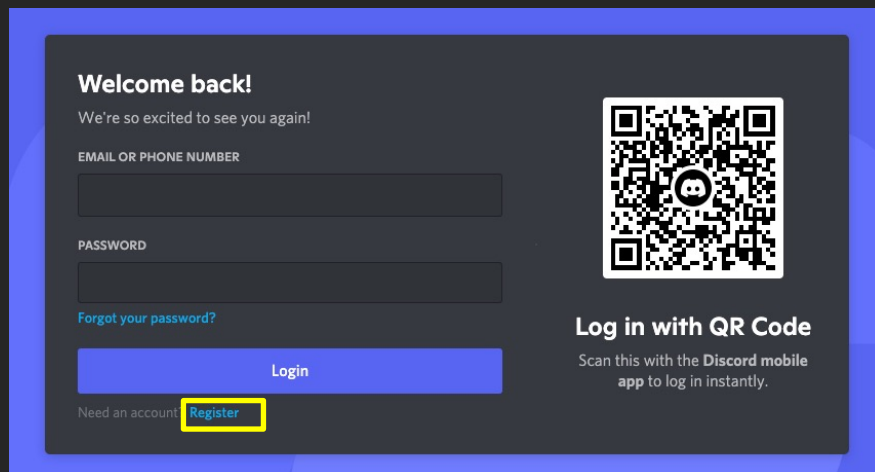 Welcome back!
We're so excited to see you again!
EMAIL OR PHONE NUMBER
PASSWORD
Forgot your password?
Login
Need an account? Register
Log in with QR Code
Scan this with the Discord mobile
app to log in instantly.